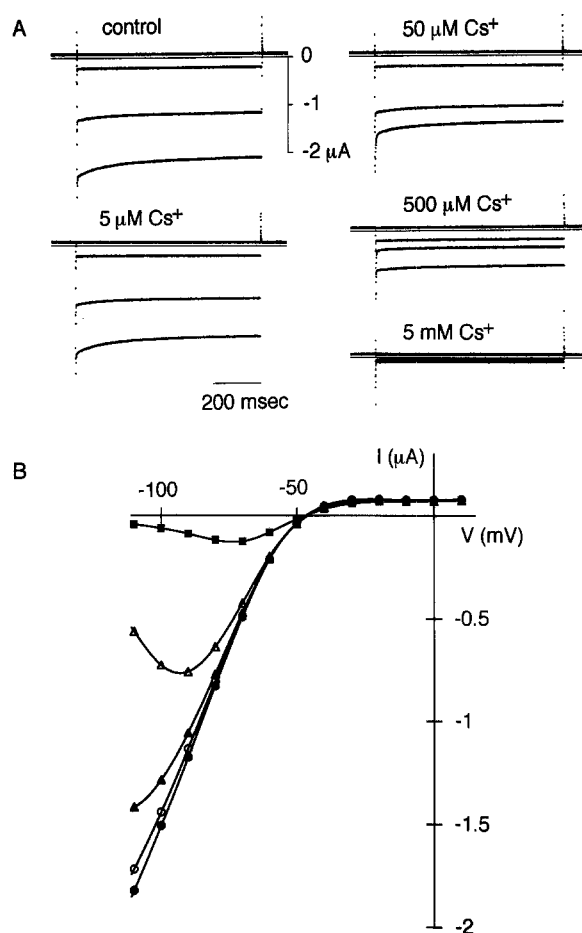 A
control
0
-1
-2 μA
5 μM Cs+
200 msec
50 μM Cs+
500 μM Cs+
5 mM Cs+
B
I (μA)
-100
-50
V (mV)
-0.5
-1
-1.5
-2